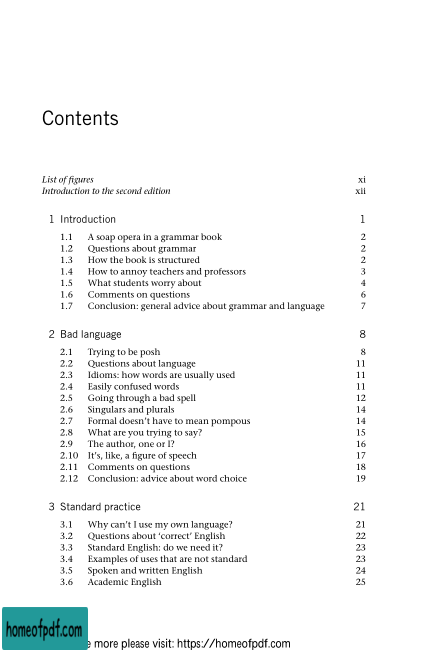 Contents
List of figures xi
Introduction to the second edition xii
1 Introduction 1
1.1 A soap opera in a grammar book 2
1.2 Questions about grammar 2
1.3 How the book is structured 2
1.4 How to annoy teachers and professors 3
1.5 What students worry about 4
1.6 Comments on questions 6
1.7 Conclusion: general advice about grammar and language 7
2 Bad language 8
2.1 Trying to be posh 8
2.2 Questions about language 11
2.3 Idioms: how words are usually used 11
2.4 Easily confused words 11
2.5 Going through a bad spell 12
2.6 Singulars and plurals 14
2.7 Formal doesn't have to mean pompous 14
2.8 What are you trying to say? 15
2.9 The author, one or I? 16
2.10 It's, like, a figure of speech 17
2.11 Comments on questions 18
2.12 Conclusion: advice about word choice 19
3 Standard practice 21
3.1 Why can't I use my own language? 21
3.2 Questions about 'correct' English 22
3.3 Standard English: do we need it? 23
3.4 Examples of uses that are not standard 23
3.5 Spoken and written English 24
3.6 Academic English 25
homeofpdf.com
e more please visit: https://homeofpdf.com